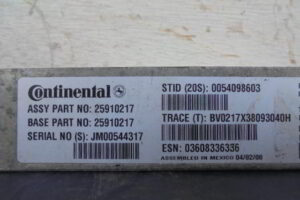 Continental
ASSY PART NO: 25910217
BASE PART NO: 25910217
SERIAL NO (S): JM00544317
STID (20S): 0054098603
TRACE (T): BV0217X38093040H
ESN: 03608336336
ASSEMBLED IN MEXICO 04/02/08